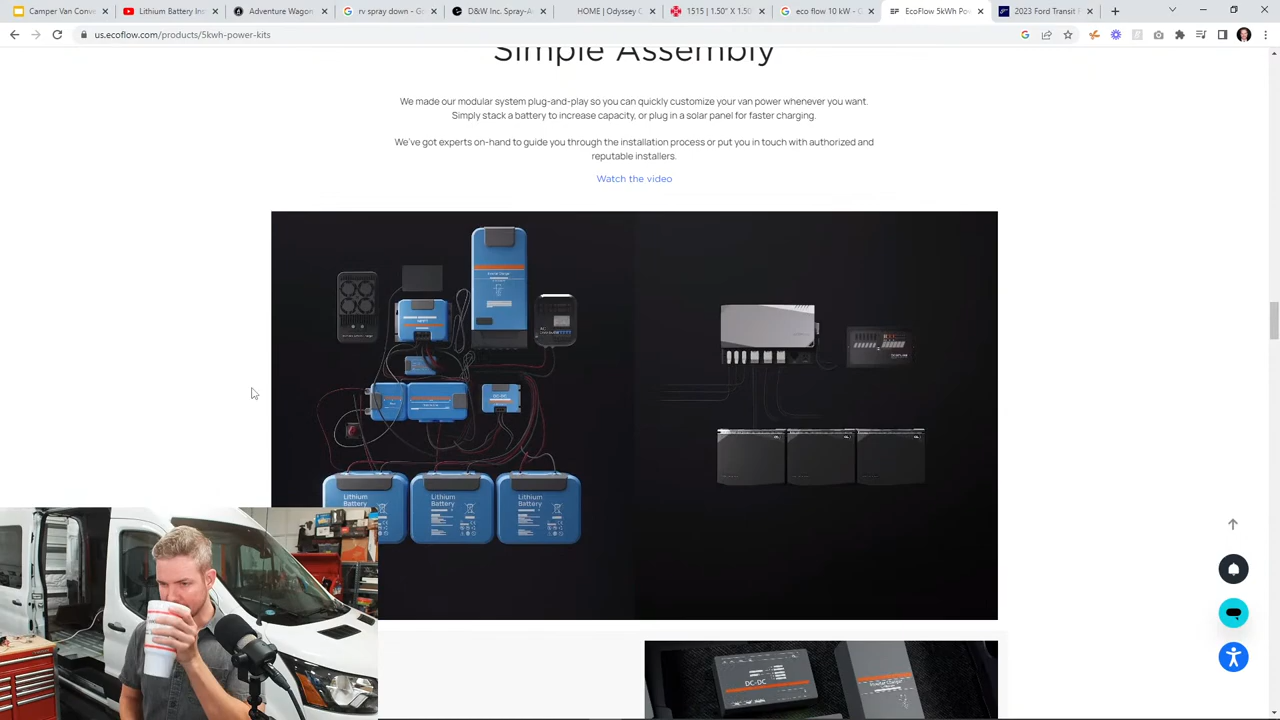 Camper Van Conve
Lithium Battery Inc
Adventure Wagon
rv spray down - Go
D&W Inc. Spray-A
HOME | Odyssey C
1515 | 1.50" X 1.50"
eco flow 10 kW - G
EcoFlow 5kWh Po
2023 Ford Transit
us.ecoflow.com/products/5kwh-power-kits
Simple Assembly
We made our modular system plug-and-play so you can quickly customize your van power whenever you want.
Simply stack a battery to increase capacity, or plug in a solar panel for faster charging.
We've got experts on-hand to guide you through the installation process or put you in touch with authorized and
reputable installers.
Watch the video
DC-DC
Lithium
Battery
Lithium
Battery
Lithium
Battery
DC-DC